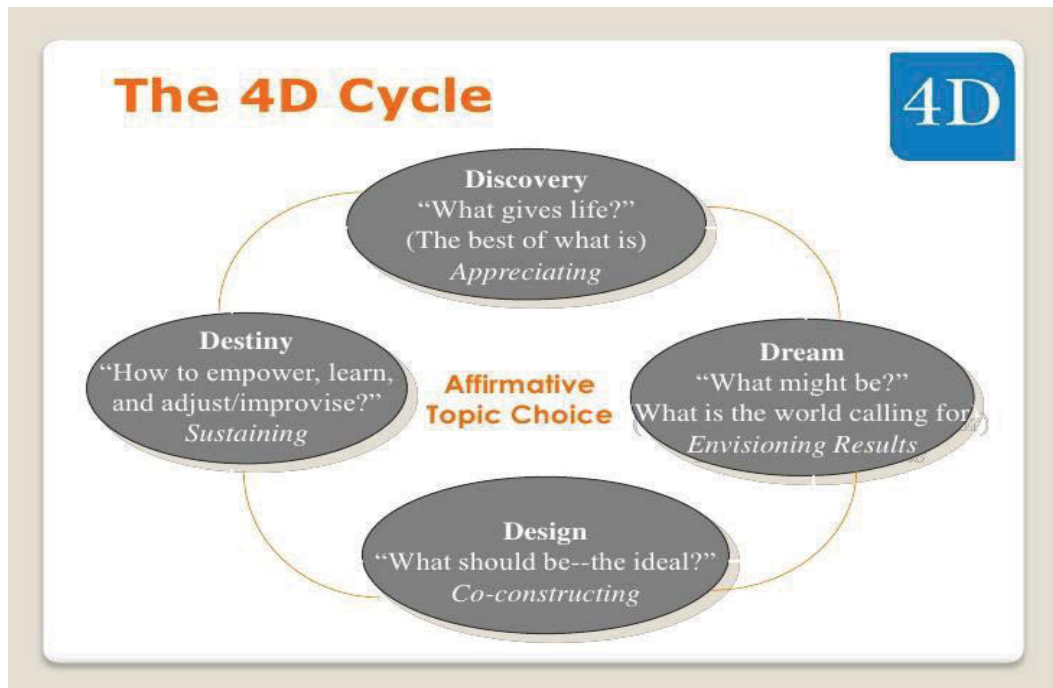 The 4D Cycle
4D
Discovery
“What gives life?”
(The best of what is)
Appreciating
Destiny
“How to empower, learn,
and adjust/improvise?”
Sustaining
Affirmative
Topic Choice
Dream
“What might be?”
(What is the world calling for)
Envisioning Results
Design
“What should be--the ideal?”
Co-constructing